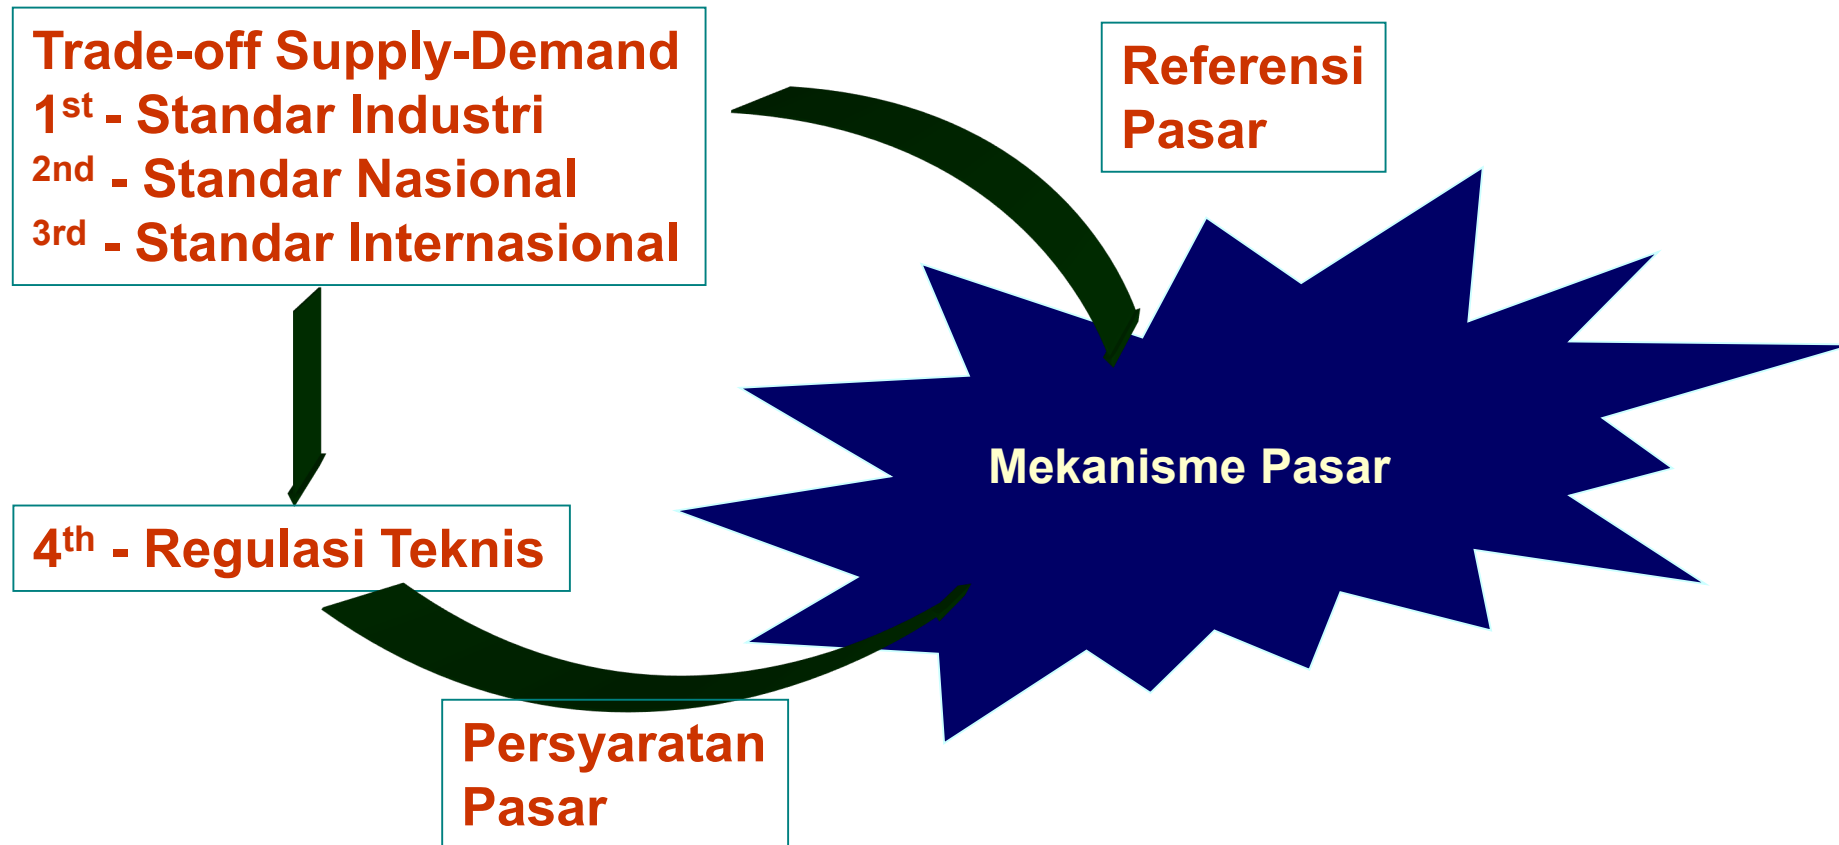 Trade-off Supply-Demand
1st - Standar Industri
2nd - Standar Nasional
3rd - Standar Internasional
Referensi
Pasar
Mekanisme Pasar
4th - Regulasi Teknis
Persyaratan
Pasar